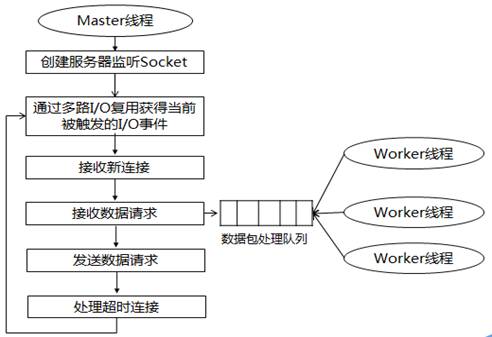 Master线程
创建服务器监听Socket
通过多路I/O复用获得当前
被触发的I/O事件
接收新连接
接收数据请求
发送数据请求
处理超时连接
数据包处理队列
Worker线程
Worker线程
Worker线程